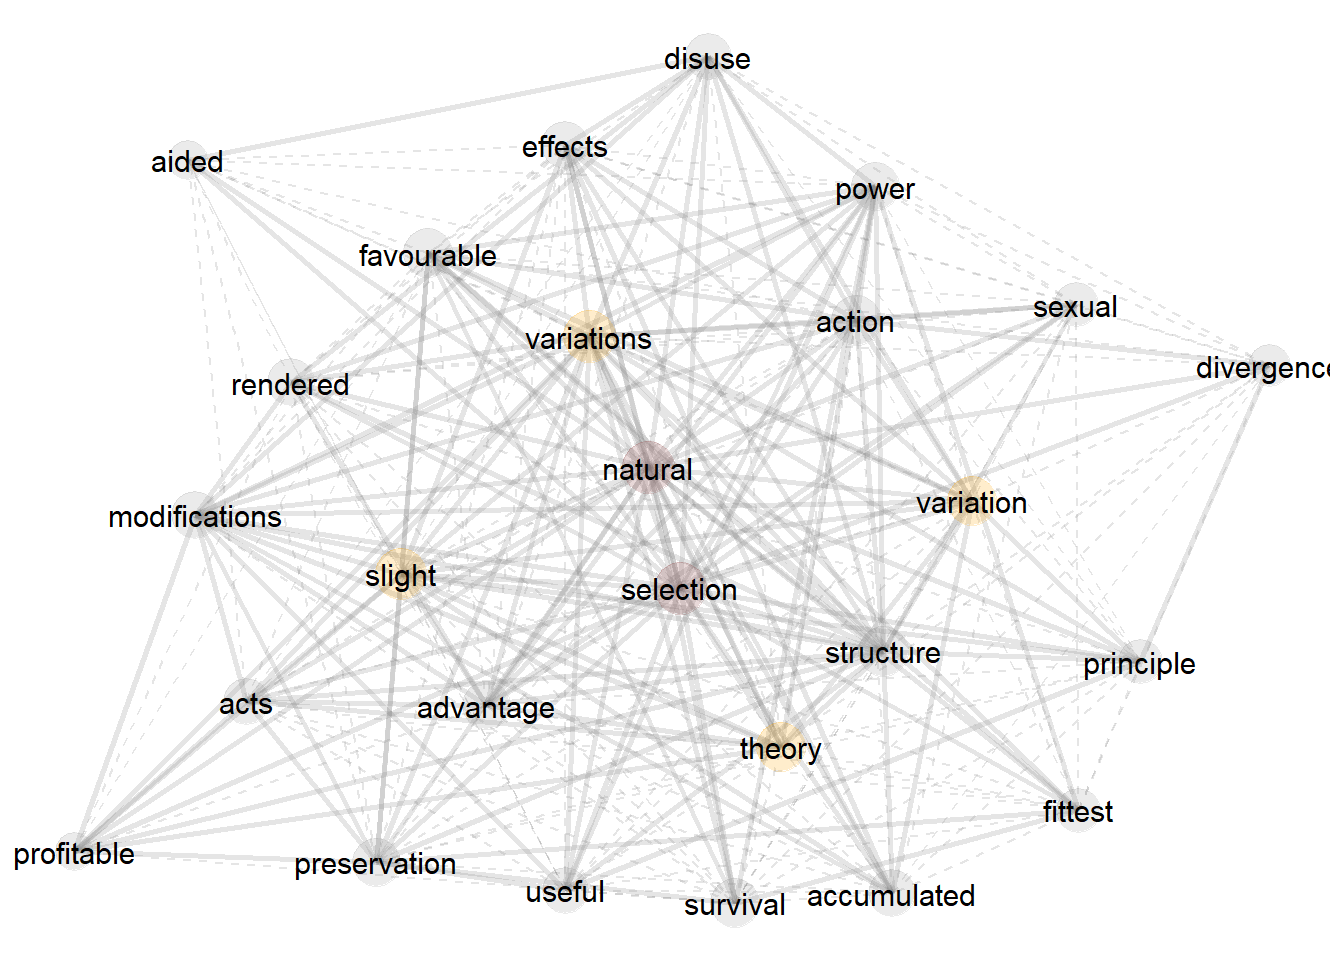 disuse
effects
aided
power
favourable
sexual
action
variations
divergence
rendered
natural
variation
modifications
slight
selection
structure
principle
acts
advantage
theory
fittest
profitable
preservation
useful
survival
accumulated